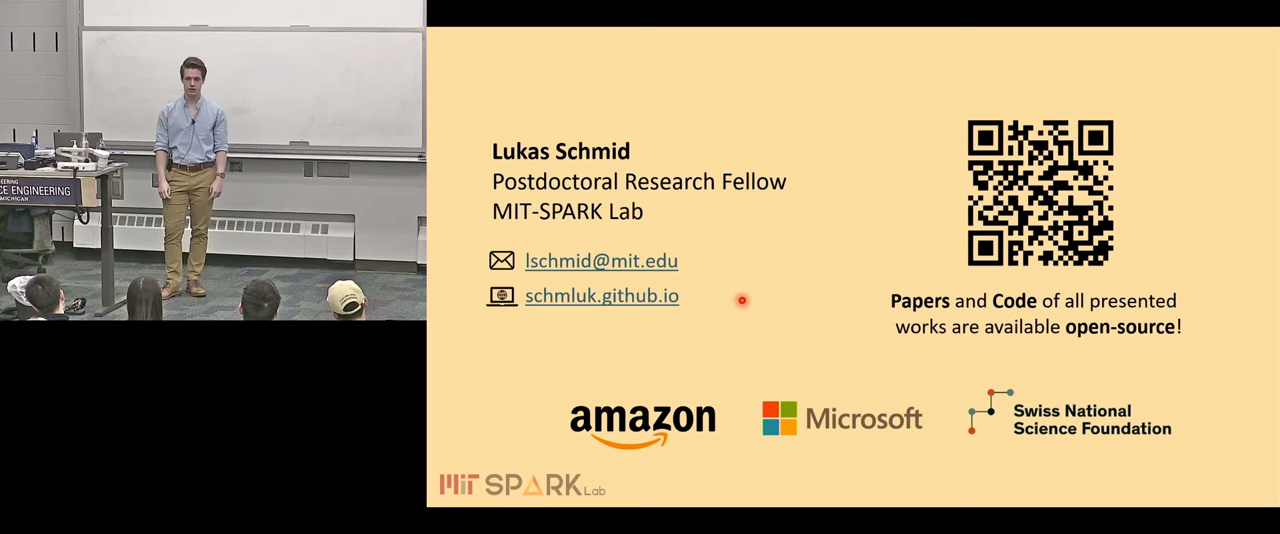 NEERING
CE ENGINEERING
MICHIGAN
Lukas Schmid
Postdoctoral Research Fellow
MIT-SPARK Lab
lschmid@mit.edu
schmluk.github.io
Papers and Code of all presented
works are available open-source!
amazon
Microsoft
Swiss National
Science Foundation
MIT SPARK Lab